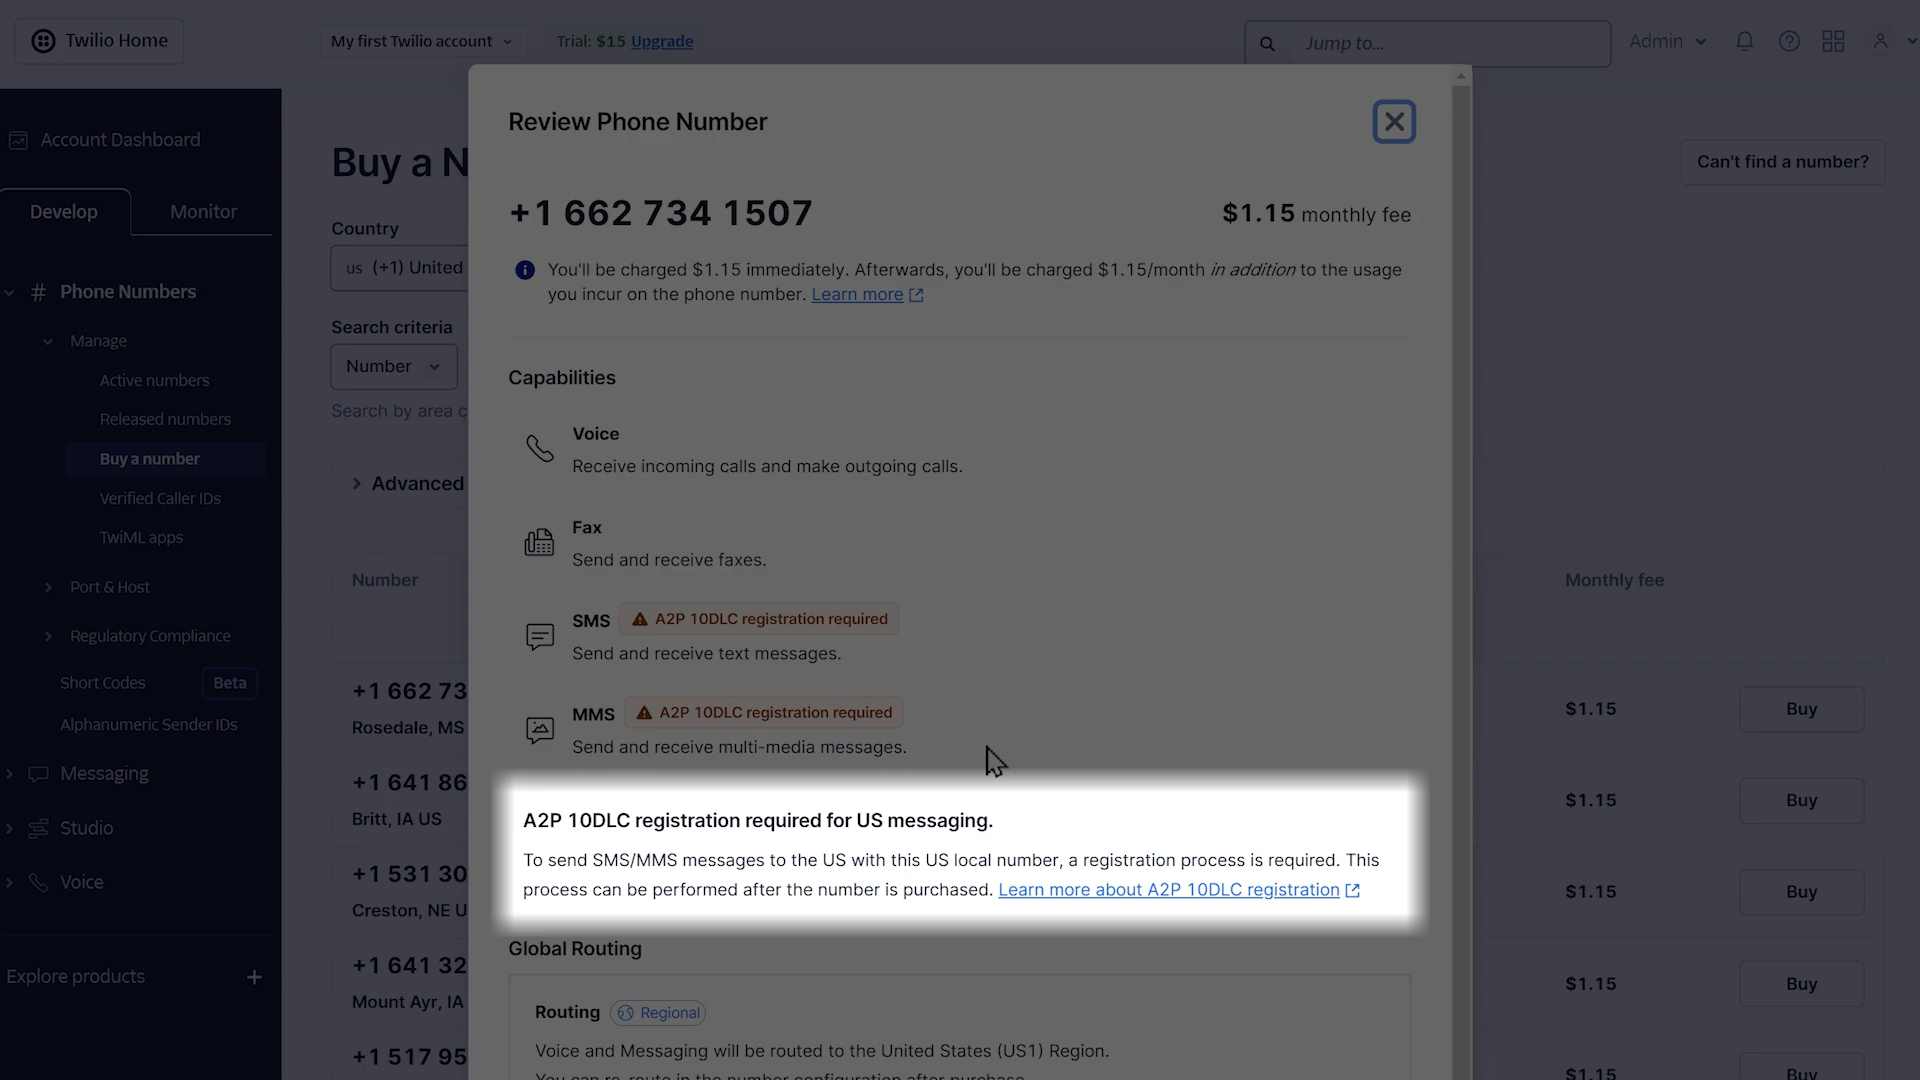 Twilio Home
My first Twilio account
Trial: $15 Upgrade
Jump to...
Admin
Account Dashboard
Develop
Monitor
# Phone Numbers
Manage
Active numbers
Released numbers
Buy a number
Verified Caller IDs
TwiML apps
Port & Host
Regulatory Compliance
Short Codes
Beta
Alphanumeric Sender IDs
Messaging
Studio
Voice
Explore products
+
Buy a N
Can't find a number?
Country
US (+1) United
Search criteria
Number
Search by area c
Advanced
Number
Monthly fee
+1 662 73
Rosedale, MS
$1.15
Buy
+1 641 86
Britt, IA US
$1.15
Buy
+1 531 30
Creston, NE U
$1.15
Buy
+1 641 32
Mount Ayr, IA
$1.15
Buy
+1 517 95
$1.15
Buy
Review Phone Number
+1 662 734 1507
$1.15 monthly fee
You'll be charged $1.15 immediately. Afterwards, you'll be charged $1.15/month in addition to the usage
you incur on the phone number. Learn more
Capabilities
Voice
Receive incoming calls and make outgoing calls.
Fax
Send and receive faxes.
SMS
A2P 10DLC registration required
Send and receive text messages.
MMS
A2P 10DLC registration required
Send and receive multi-media messages.
A2P 10DLC registration required for US messaging.
To send SMS/MMS messages to the US with this US local number, a registration process is required. This
process can be performed after the number is purchased. Learn more about A2P 10DLC registration
Global Routing
Routing
Regional
Voice and Messaging will be routed to the United States (US1) Region.
You can re-route in the number configuration after purchase.